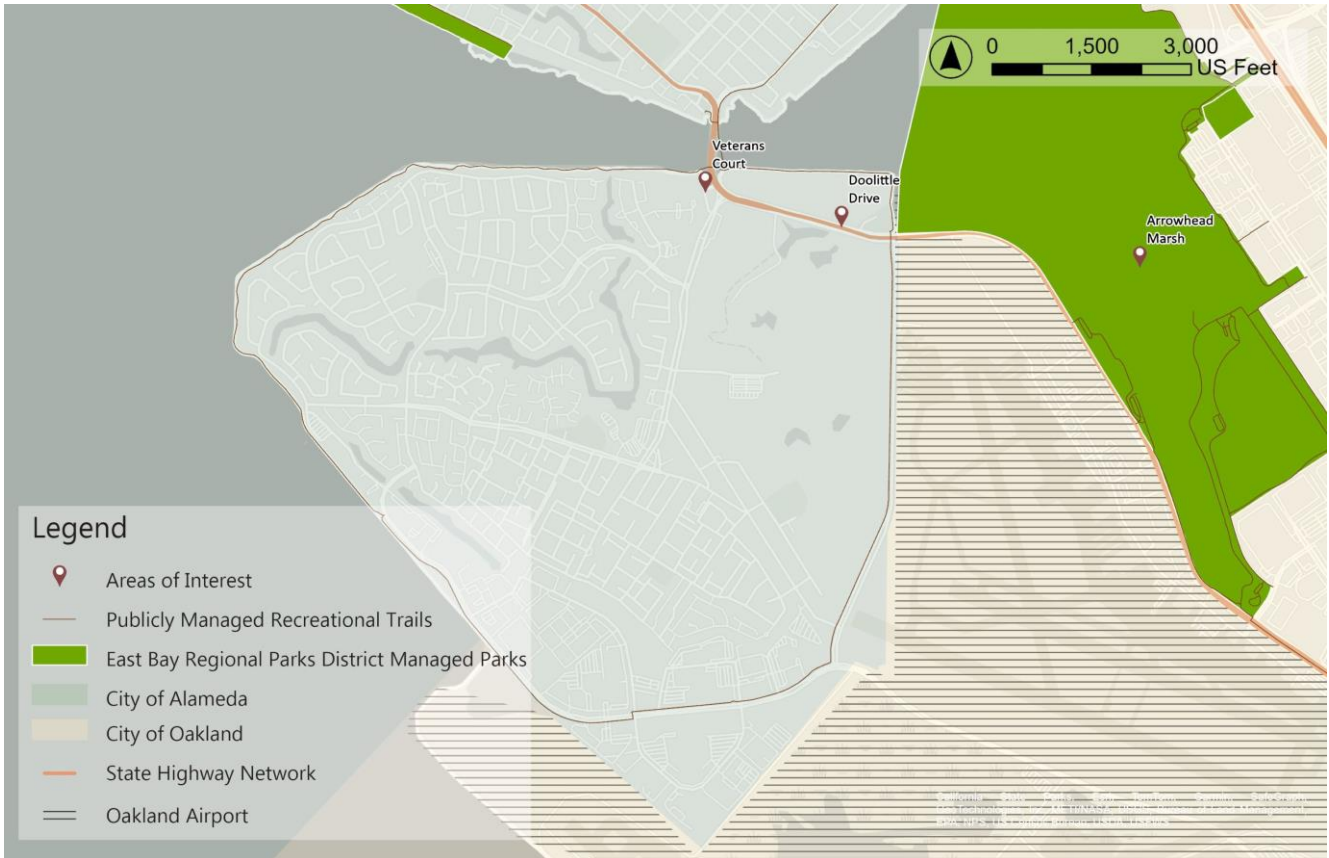 0 1,500 3,000
US Feet
Veterans
Court
Doolittle
Drive
Arrowhead
Marsh
Legend
Areas of Interest
Publicly Managed Recreational Trails
East Bay Regional Parks District Managed Parks
City of Alameda
City of Oakland
State Highway Network
Oakland Airport